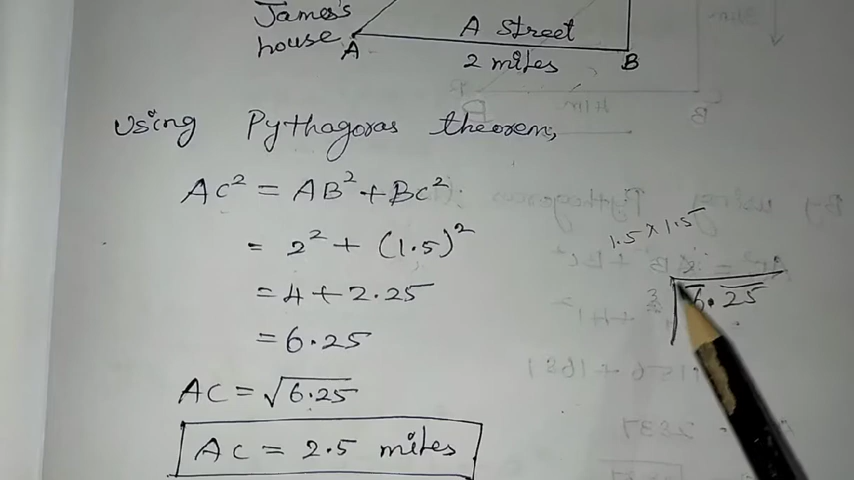 James's
house
A
A street
2 miles
B
Using Pythagoras theorem,
AC² = AB² + BC².
= 2² + (1.5)²
1.5 × 1.5
= 4 + 2.25
6.25
= 6.25
AC = √6.25
AC = 2.5 miles